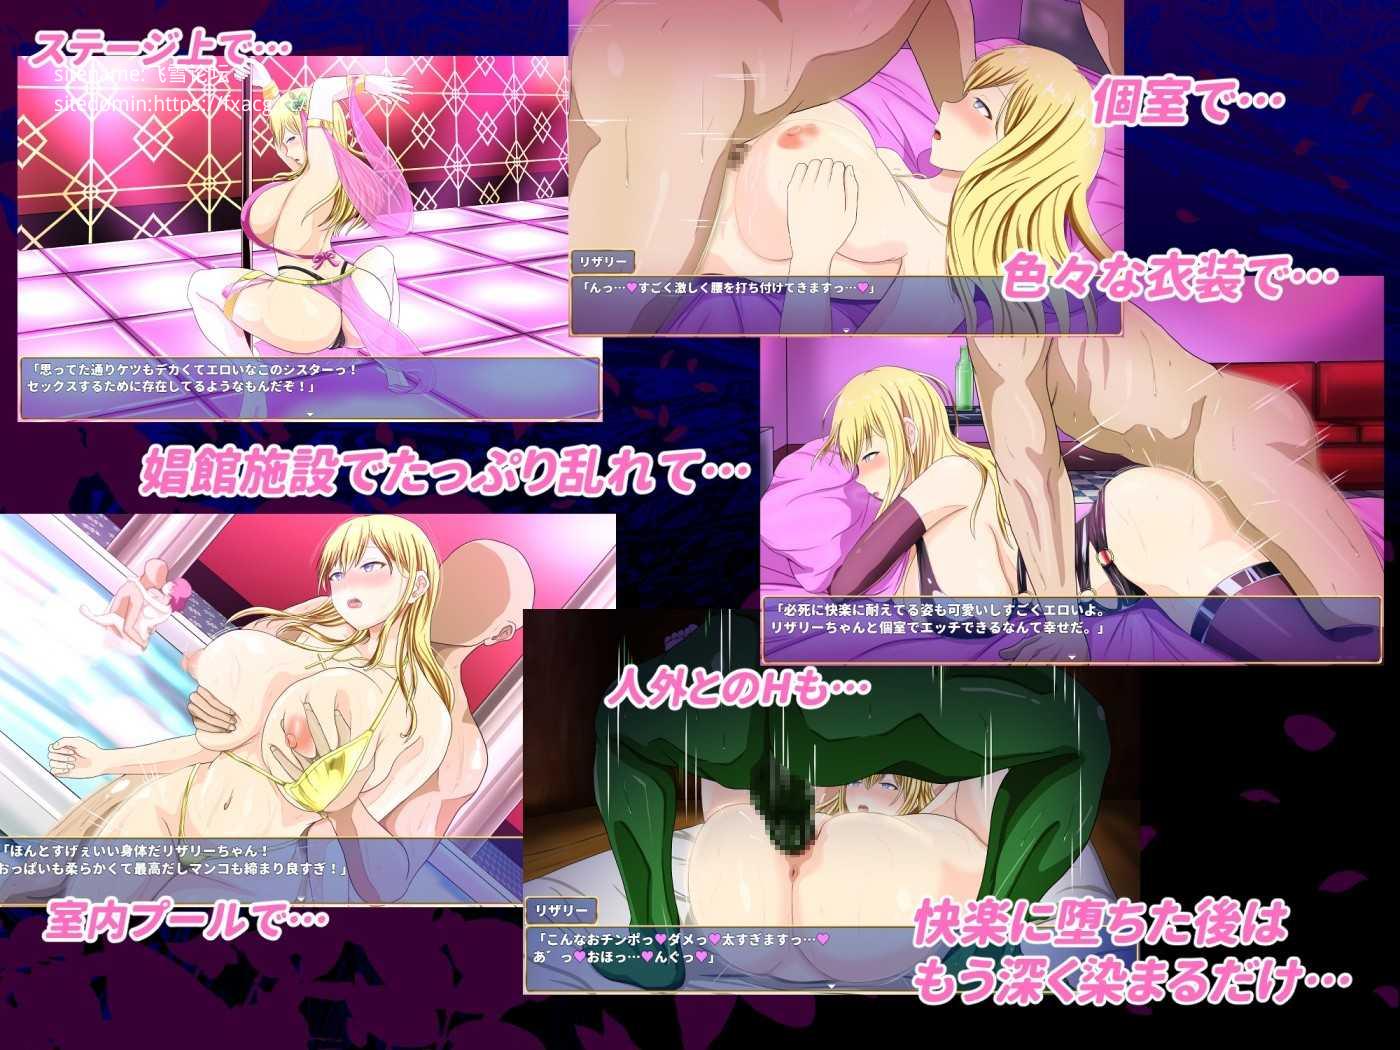 ステージ上で…
sitename:飞雪论坛
sitedomin:https://fxacg.cc/
個室で…
リザリー
「んっ…♥すごく激しく腰を打ち付けてきますっ…♥」
色々な衣装で…
「思ってた通りケツもデカくてエロいなこのシスターっ！
セックスするために存在してるようなもんだぞ！」
娼館施設でたっぷり乱れて…
「必死に快楽に耐えてる姿も可愛いしすごくエロいよ。
リザリーちゃんと個室でエッチできるなんて幸せだ。」
「ほんとすげぇいい身体だリザリーちゃん！
おっぱいも柔らかくて最高だしマンコも締まり良すぎ！」
室内プールで…
人外とのHも…
リザリー
「こんなおチンポっ♥ダメっ♥太すぎますっ…♥
あ゛っ♥おほっ…♥んぐっ♥」
快楽に堕ちた後は
もう深く染まるだけ…